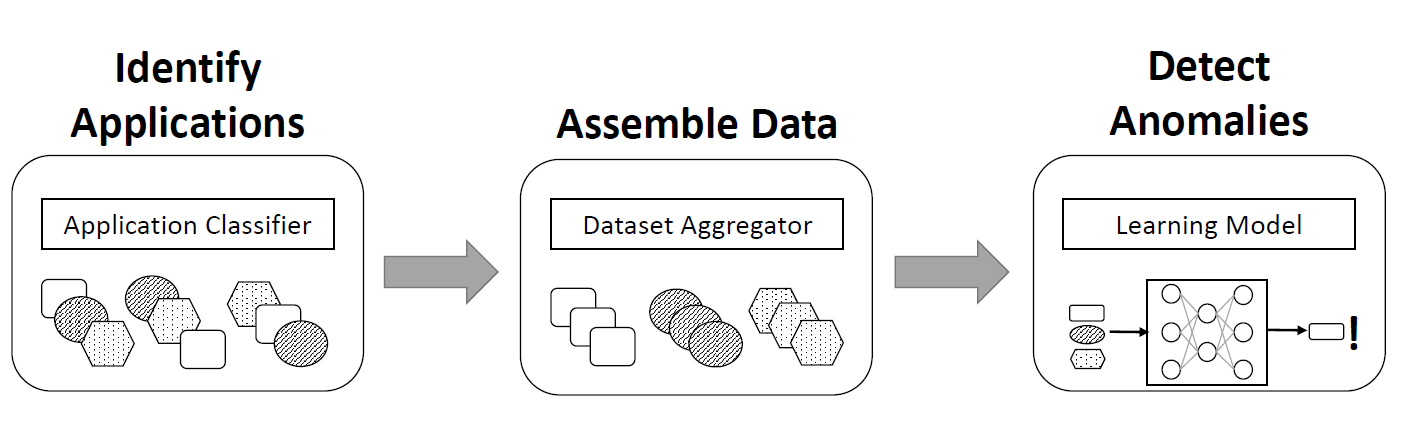 Identify
Applications
Assemble Data
Detect
Anomalies
Application Classifier
Dataset Aggregator
Learning Model
!